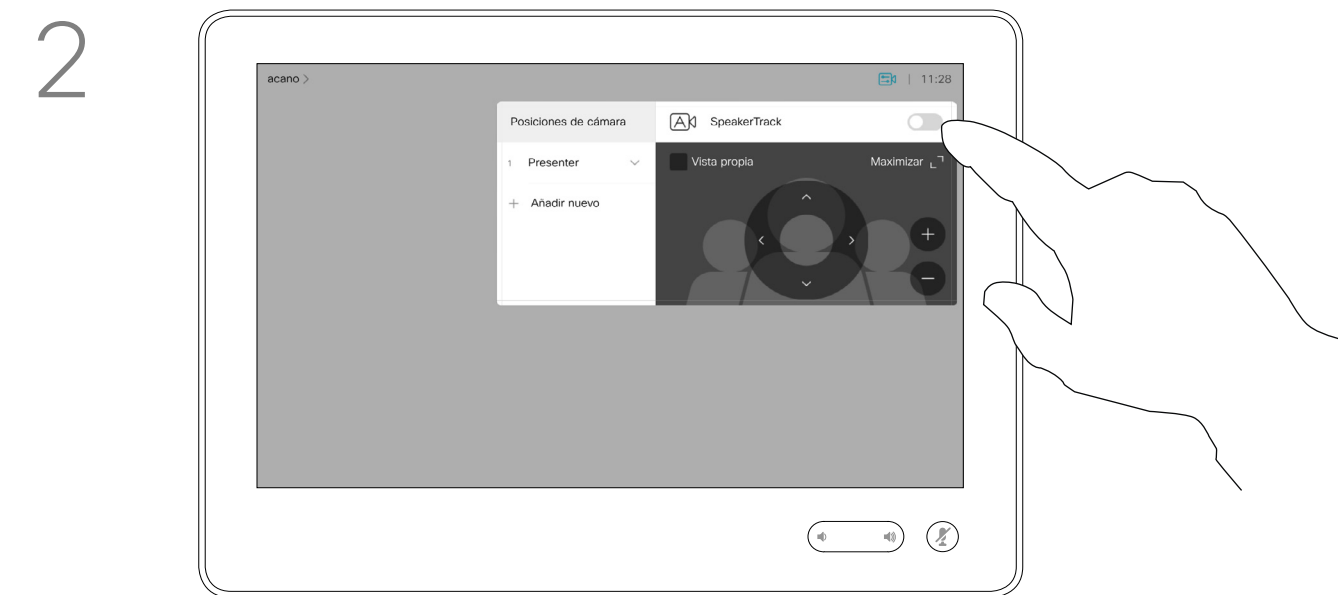 2
acano >
11:28
Posiciones de cámara
A SpeakerTrack
1 Presenter
Vista propia
Maximizar
+ Añadir nuevo
+
−